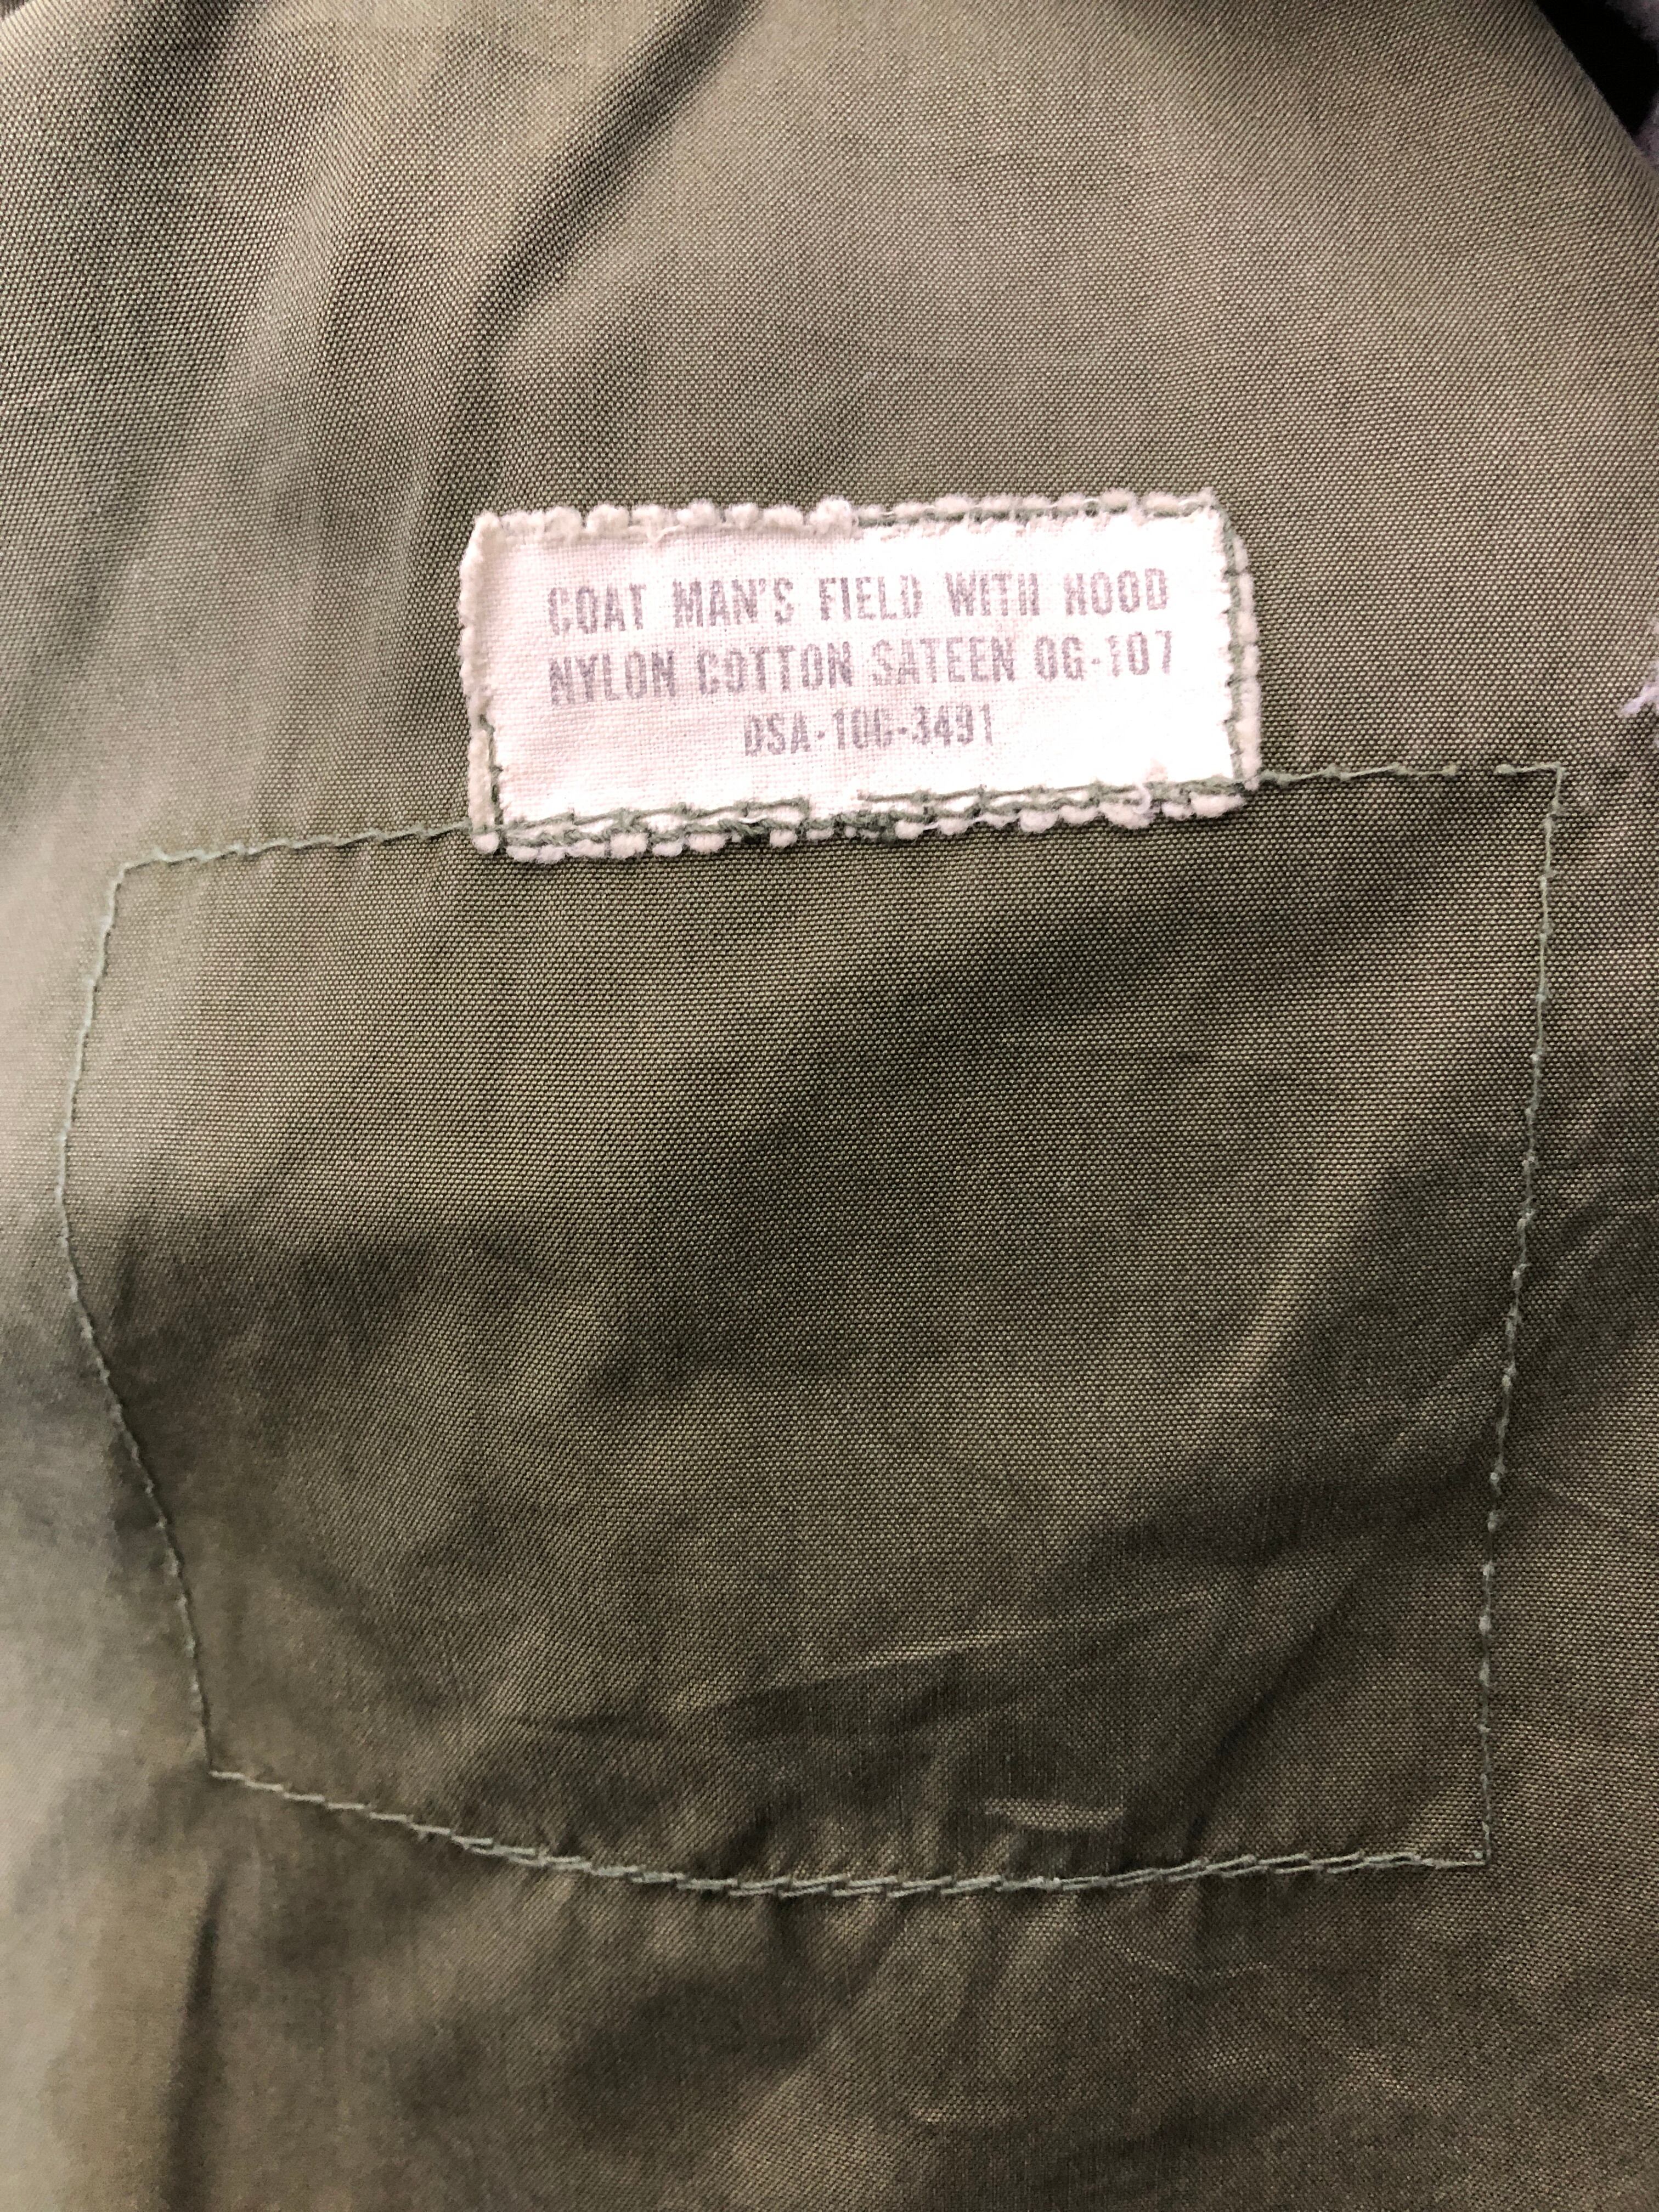 COAT MAN'S FIELD WITH HOOD
NYLON COTTON SATEEN OG-107
DSA-100-3491